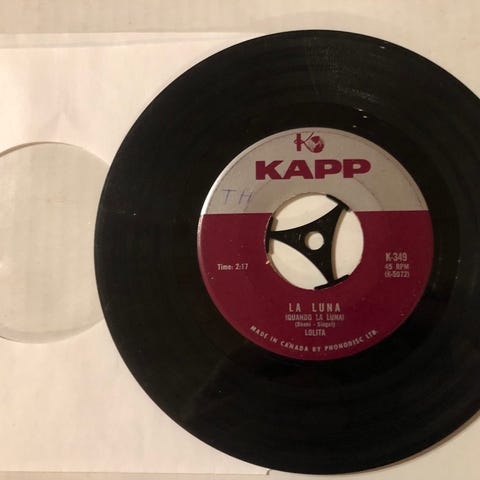 K
KAPP
TH
Time: 2:17
K-349
45 RPM
(K-5072)
LA LUNA
(QUANDO LA LUNA)
LOLITA
MADE IN CANADA BY PHONODISC LTD.